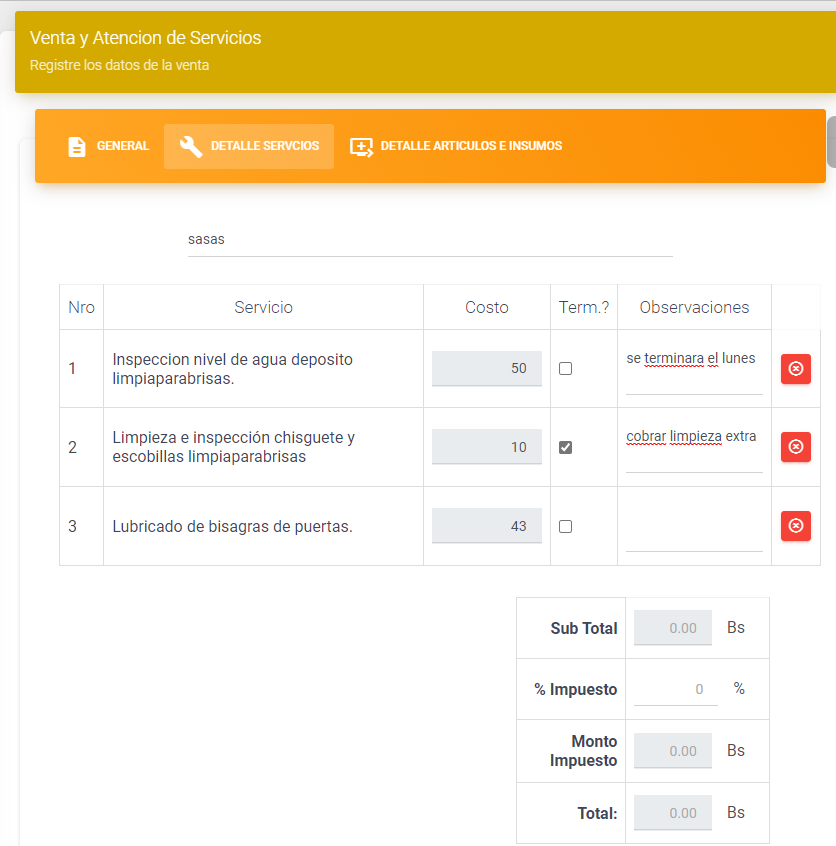 Venta y Atencion de Servicios
Registre los datos de la venta
GENERAL DETALLE SERVCIOS DETALLE ARTICULOS E INSUMOS
sasas
Nro Servicio Costo Term.? Observaciones
1 Inspeccion nivel de agua deposito limpiaparabrisas. 50 se terminara el lunes
2 Limpieza e inspección chisguete y escobillas limpiaparabrisas 10 cobrar limpieza extra
3 Lubricado de bisagras de puertas. 43
Sub Total 0.00 Bs
% Impuesto 0 %
Monto Impuesto 0.00 Bs
Total: 0.00 Bs